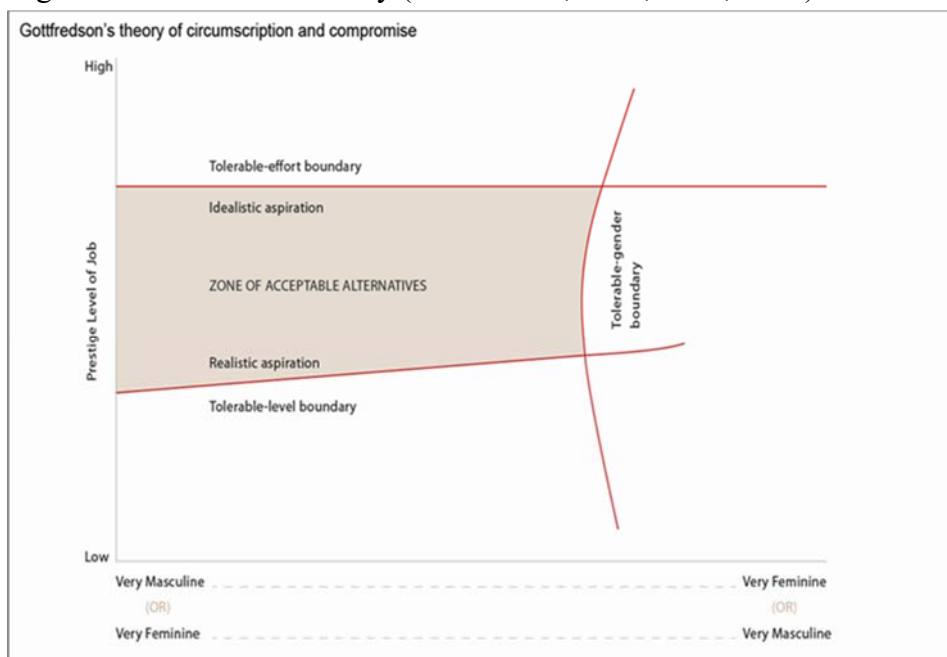 Gottfredson's theory of circumscription and compromise
High
Tolerable-effort boundary
Idealistic aspiration
Prestige Level of Job
ZONE OF ACCEPTABLE ALTERNATIVES
Tolerable-gender
boundary
Realistic aspiration
Tolerable-level boundary
Low
Very Masculine
Very Feminine
(OR)
(OR)
Very Feminine
Very Masculine